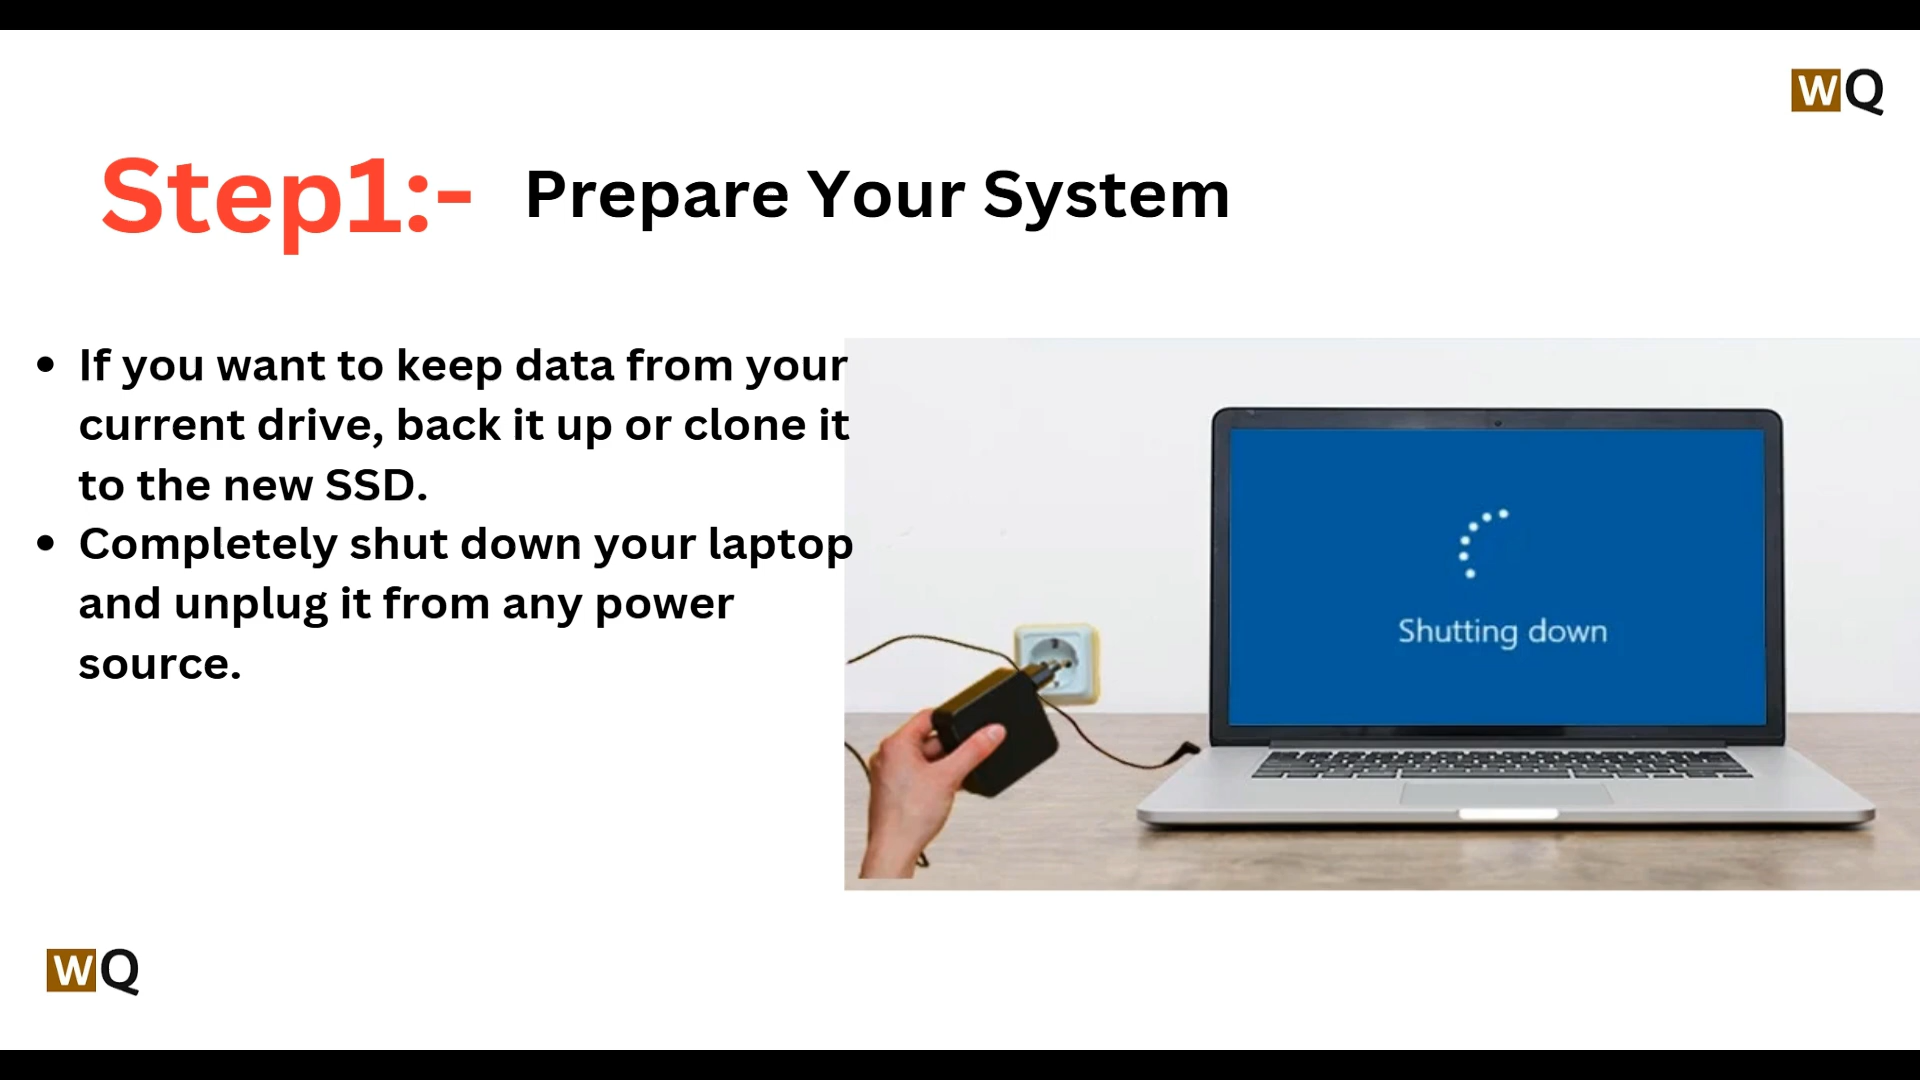 WQ
Step1:- Prepare Your System
• If you want to keep data from your
current drive, back it up or clone it
to the new SSD.
• Completely shut down your laptop
and unplug it from any power
source.
Shutting down
WQ